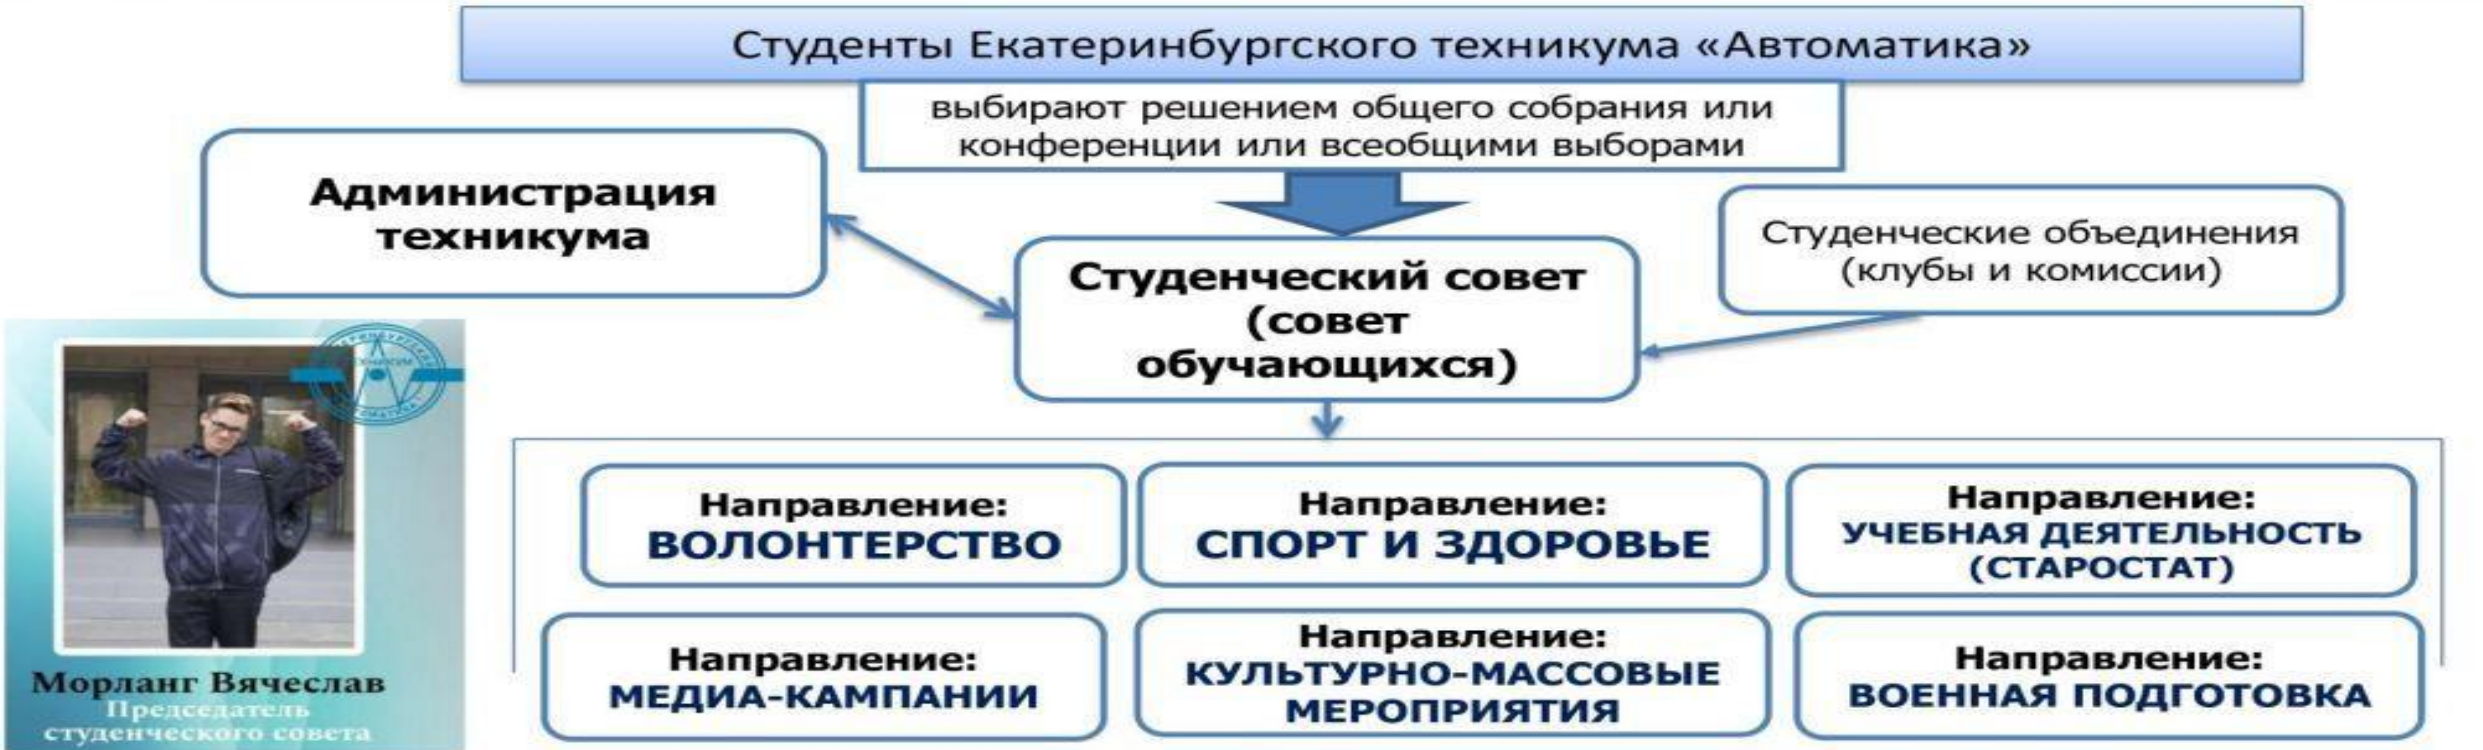 Студенты Екатеринбургского техникума «Автоматика»
выбирают решением общего собрания или
конференции или всеобщими выборами
Администрация
техникума
Студенческий совет
(совет
обучающихся)
Студенческие объединения
(клубы и комиссии)
Направление:
ВОЛОНТЕРСТВО
Направление:
СПОРТ И ЗДОРОВЬЕ
Направление:
УЧЕБНАЯ ДЕЯТЕЛЬНОСТЬ
(СТАРОСТАТ)
Направление:
МЕДИА-КАМПАНИИ
Направление:
КУЛЬТУРНО-МАССОВЫЕ
МЕРОПРИЯТИЯ
Направление:
ВОЕННАЯ ПОДГОТОВКА
Морланг Вячеслав
Председатель
студенческого совета